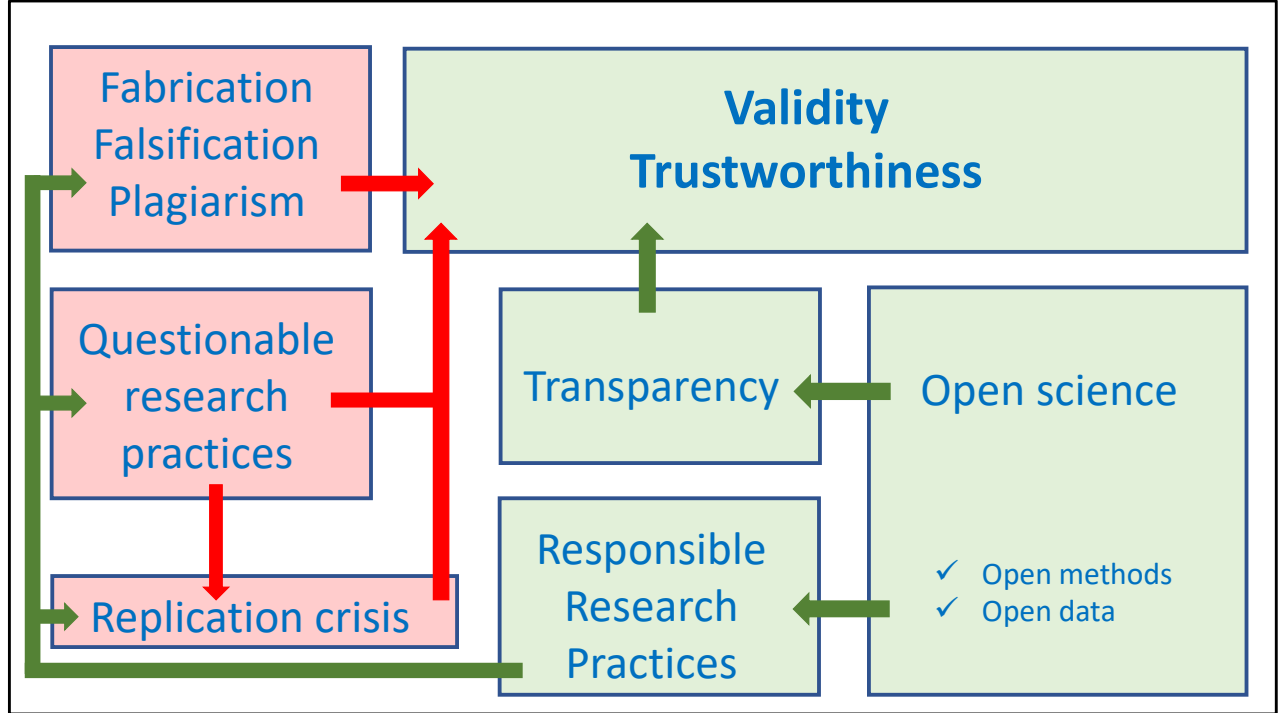 Fabrication
Falsification
Plagiarism
Validity
Trustworthiness
Questionable
research
practices
Transparency
Open science
Replication crisis
Responsible
Research
Practices
✓ Open methods
✓ Open data